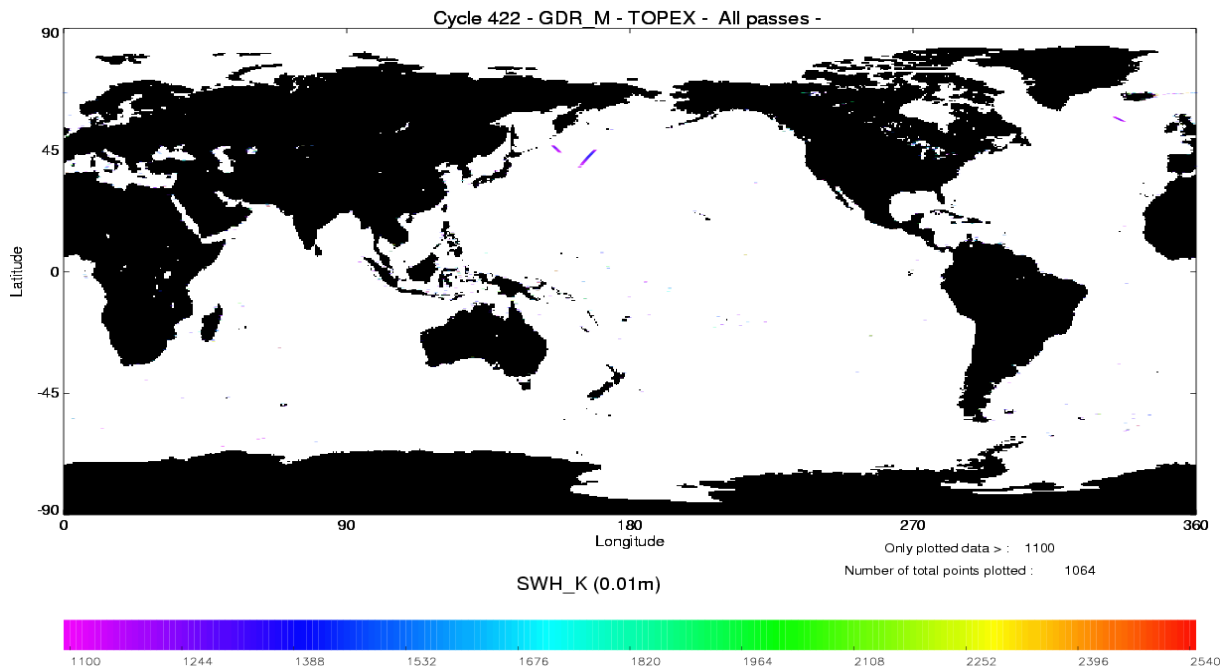 Cycle 422 - GDR_M - TOPEX - All passes -
90
45
0
-45
-90
Latitude
0 90 180 270 360
Longitude
Only plotted data > : 1100
Number of total points plotted : 1064
SWH_K (0.01m)
1100 1244 1388 1532 1676 1820 1964 2108 2252 2396 2540